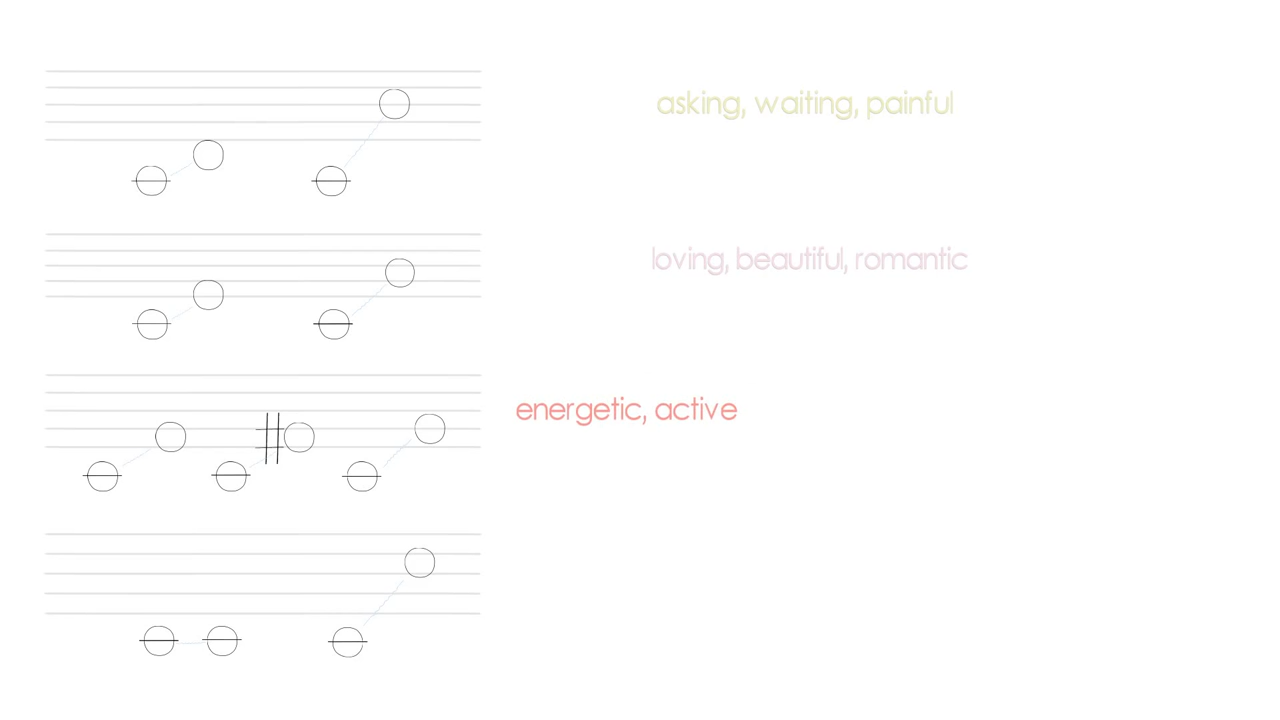 asking, waiting, painful
loving, beautiful, romantic
energetic, active